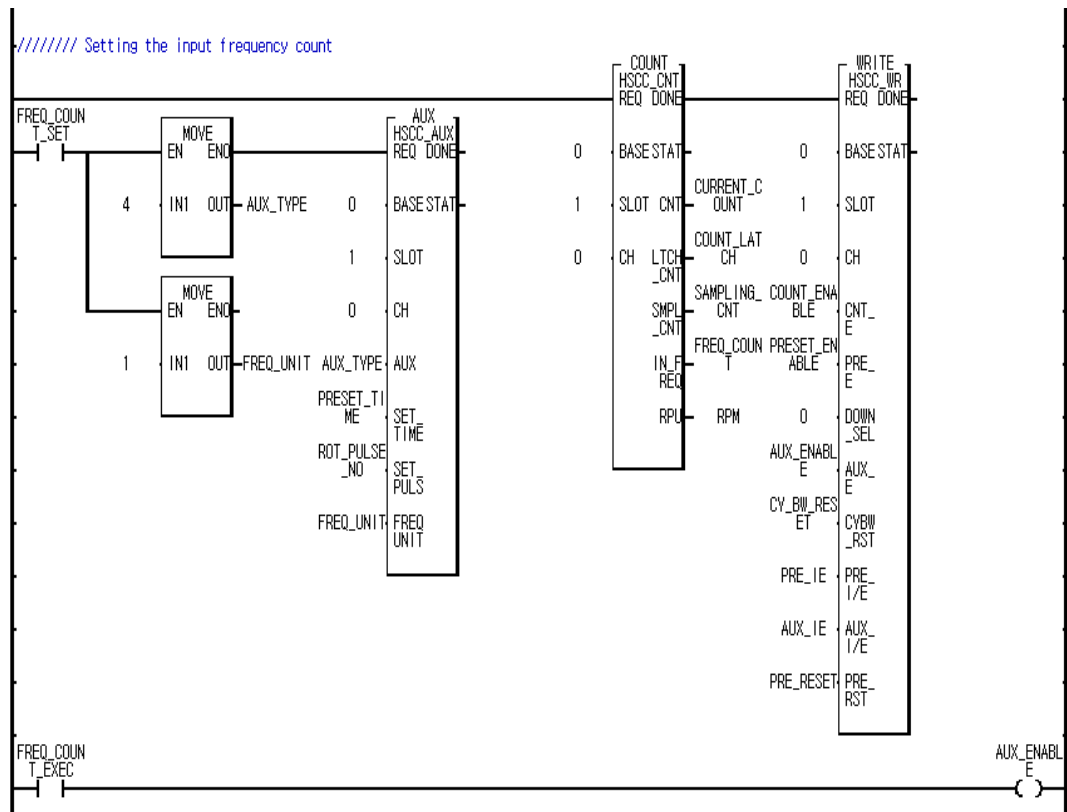 //////// Setting the input frequency count
COUNT
WRITE
HSCC_CNT
HSCC_WR
REQ DONE
REQ DONE
FREQ_COUN
T_SET
MOVE
EN ENO
AUX
HSCC_AUX
REQ DONE
0
BASE STAT
0
BASE STAT
4
IN1 OUT
AUX_TYPE
0
BASE STAT
1
SLOT CNT
CURRENT_C
OUNT
1
SLOT
1
SLOT
0
CH LTCH
_CNT
COUNT_LAT
CH
0
CH
MOVE
EN ENO
0
CH
SMPL
_CNT
SAMPLING_
CNT
COUNT_ENA
BLE
CNT_
E
1
IN1 OUT
FREQ_UNIT
AUX_TYPE
AUX
IN_F
REQ
FREQ_COUN
T
PRESET_EN
ABLE
PRE_
E
PRESET_TI
ME
SET_
TIME
RPU
RPM
0
DOWN
_SEL
ROT_PULSE
_NO
SET_
PULS
AUX_ENABL
E
AUX_
E
FREQ_UNIT
FREQ
UNIT
CY_BW_RES
ET
CYBW
_RST
PRE_IE
PRE_
I/E
AUX_IE
AUX_
I/E
PRE_RESET
PRE_
RST
FREQ_COUN
T_EXEC
AUX_ENABL
E